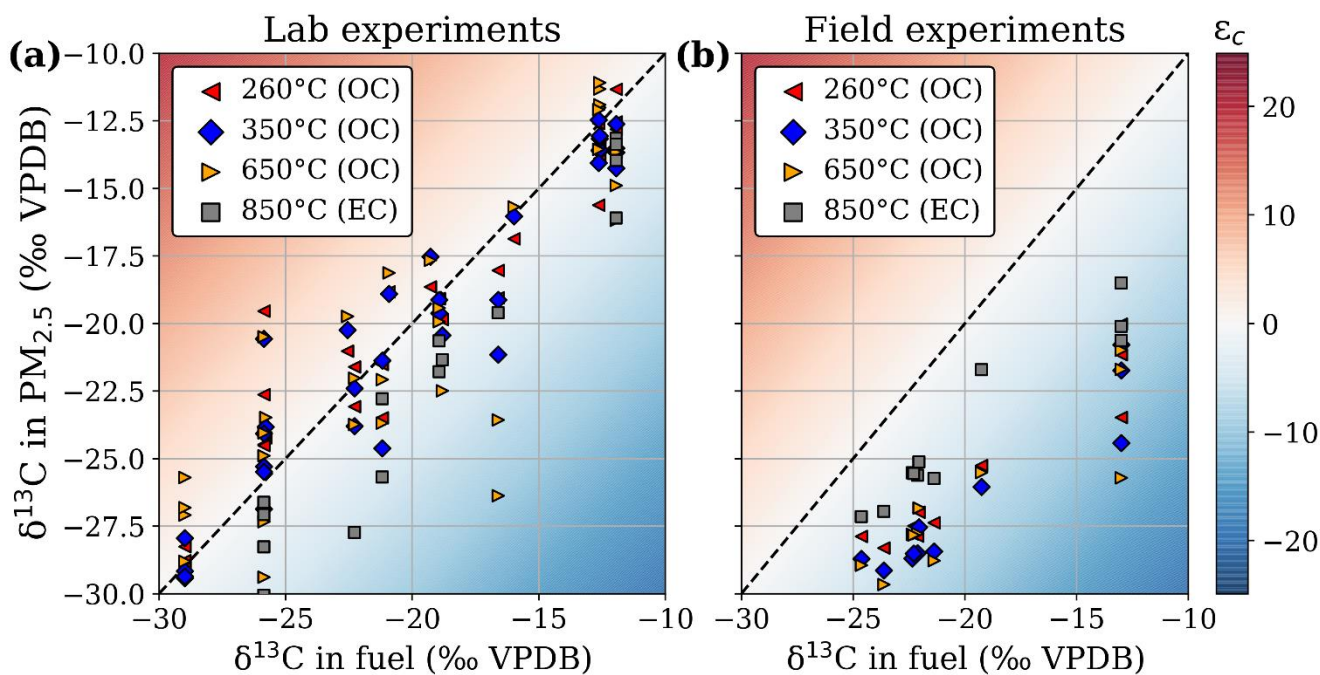 Lab experiments
Field experiments
εc
(a)
(b)
260°C (OC)
350°C (OC)
650°C (OC)
850°C (EC)
260°C (OC)
350°C (OC)
650°C (OC)
850°C (EC)
δ¹³C in PM₂.₅ (‰ VPDB)
−10.0
−12.5
−15.0
−17.5
−20.0
−22.5
−25.0
−27.5
−30.0
−30
−25
−20
−15
−10
−30
−25
−20
−15
−10
20
10
0
−10
−20
δ¹³C in fuel (‰ VPDB)
δ¹³C in fuel (‰ VPDB)